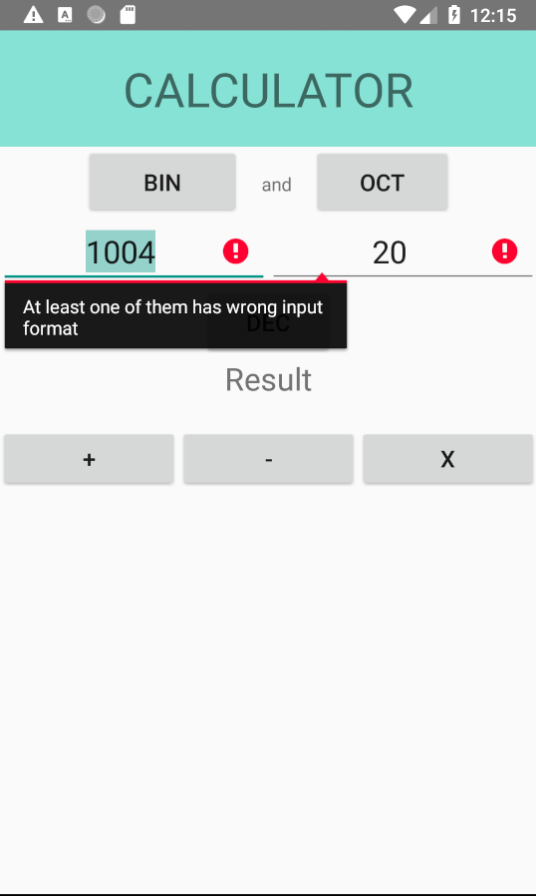 12:15
CALCULATOR
BIN and OCT
1004 20
At least one of them has wrong input
format
DEC
Result
+ - X